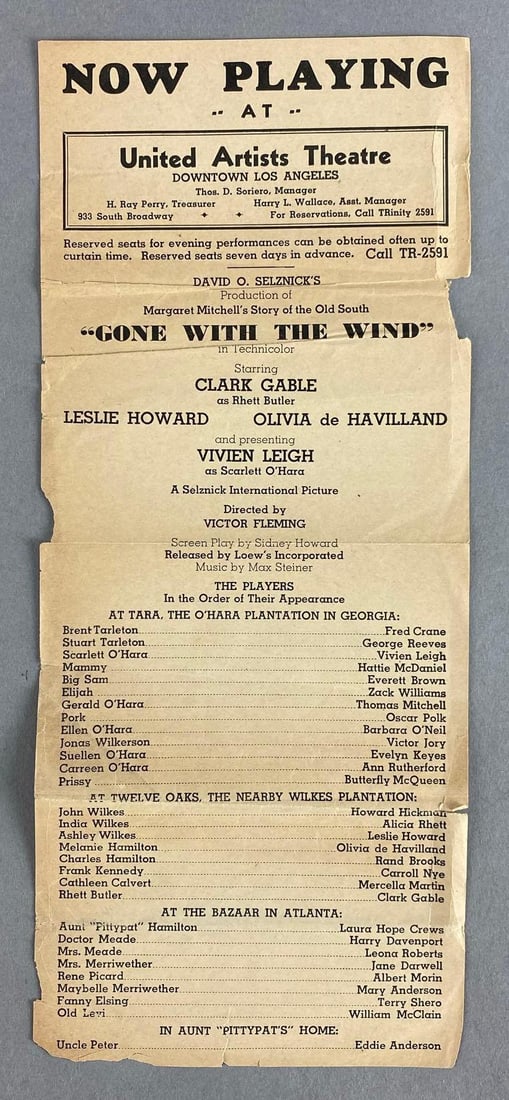 NOW PLAYING
-- AT --
United Artists Theatre
DOWNTOWN LOS ANGELES
Thos. D. Soriero, Manager
H. Ray Perry, Treasurer Harry L. Wallace, Asst. Manager
933 South Broadway For Reservations, Call TRinity 2591
Reserved seats for evening performances can be obtained often up to
curtain time. Reserved seats seven days in advance. Call TR-2591
DAVID O. SELZNICK'S
Production of
Margaret Mitchell's Story of the Old South
"GONE WITH THE WIND"
in Technicolor
Starring
CLARK GABLE
as Rhett Butler
LESLIE HOWARD OLIVIA de HAVILLAND
and presenting
VIVIEN LEIGH
as Scarlett O'Hara
A Selznick International Picture
Directed by
VICTOR FLEMING
Screen Play by Sidney Howard
Released by Loew's Incorporated
Music by Max Steiner
THE PLAYERS
In the Order of Their Appearance
AT TARA, THE O'HARA PLANTATION IN GEORGIA:
Brent Tarleton Fred Crane
Stuart Tarleton George Reeves
Scarlett O'Hara Vivien Leigh
Mammy Hattie McDaniel
Big Sam Everett Brown
Elijah Zack Williams
Gerald O'Hara Thomas Mitchell
Pork Oscar Polk
Ellen O'Hara Barbara O'Neil
Jonas Wilkerson Victor Jory
Suellen O'Hara Evelyn Keyes
Carreen O'Hara Ann Rutherford
Prissy Butterfly McQueen
AT TWELVE OAKS, THE NEARBY WILKES PLANTATION:
John Wilkes Howard Hickman
India Wilkes Alicia Rhett
Ashley Wilkes Leslie Howard
Melanie Hamilton Olivia de Havilland
Charles Hamilton Rand Brooks
Frank Kennedy Carroll Nye
Cathleen Calvert Mercella Martin
Rhett Butler Clark Gable
AT THE BAZAAR IN ATLANTA:
Aunt "Pittypat" Hamilton Laura Hope Crews
Doctor Meade Harry Davenport
Mrs. Meade Leona Roberts
Mrs. Merriwether Jane Darwell
Rene Picard Albert Morin
Maybelle Merriwether Mary Anderson
Fanny Elsing Terry Shero
Old Levi William McClain
IN AUNT "PITTYPAT'S" HOME:
Uncle Peter Eddie Anderson